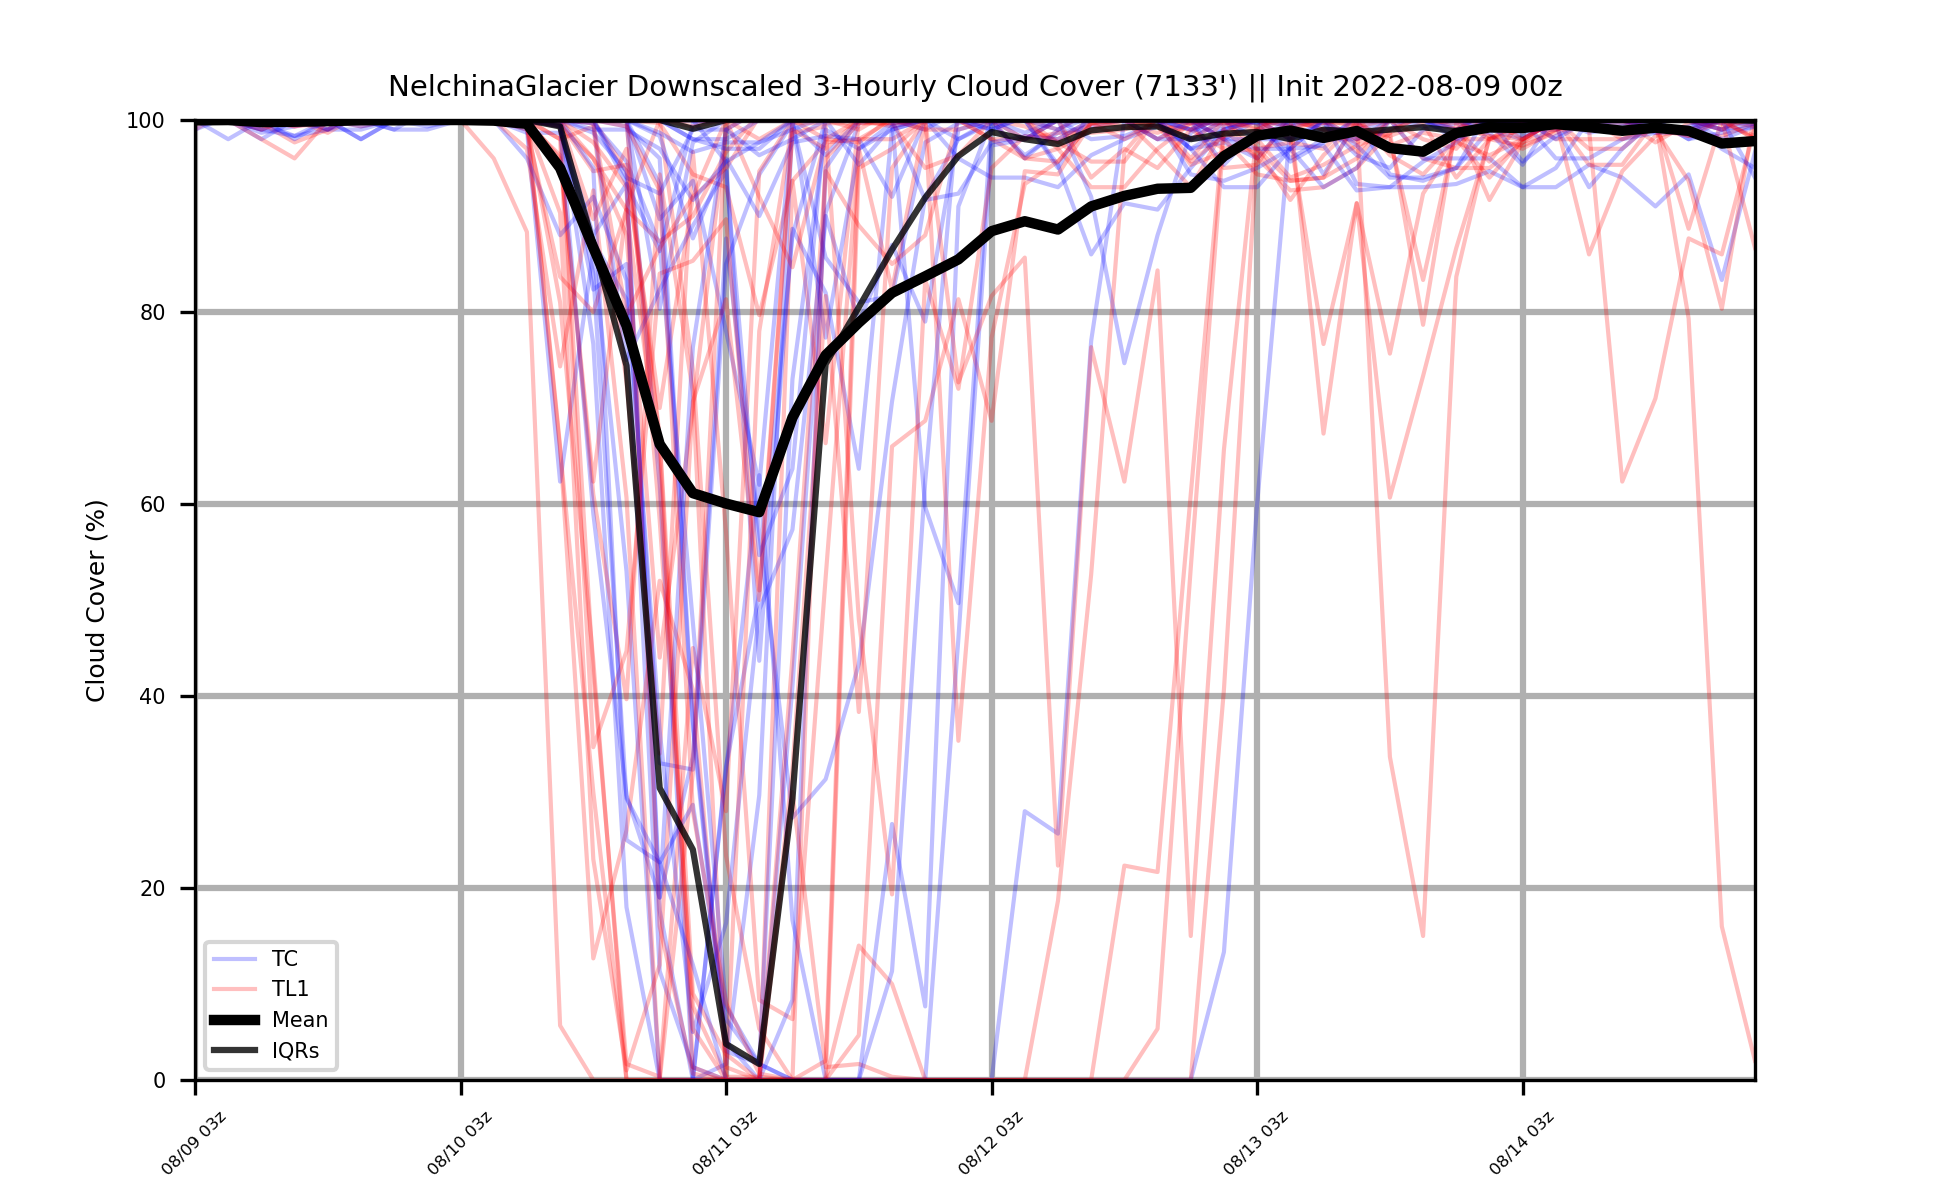 NelchinaGlacier Downscaled 3-Hourly Cloud Cover (7133') || Init 2022-08-09 00z
Cloud Cover (%)
100
80
60
40
20
0
TC
TL1
Mean
IQRs
08/09 03z
08/10 03z
08/11 03z
08/12 03z
08/13 03z
08/14 03z